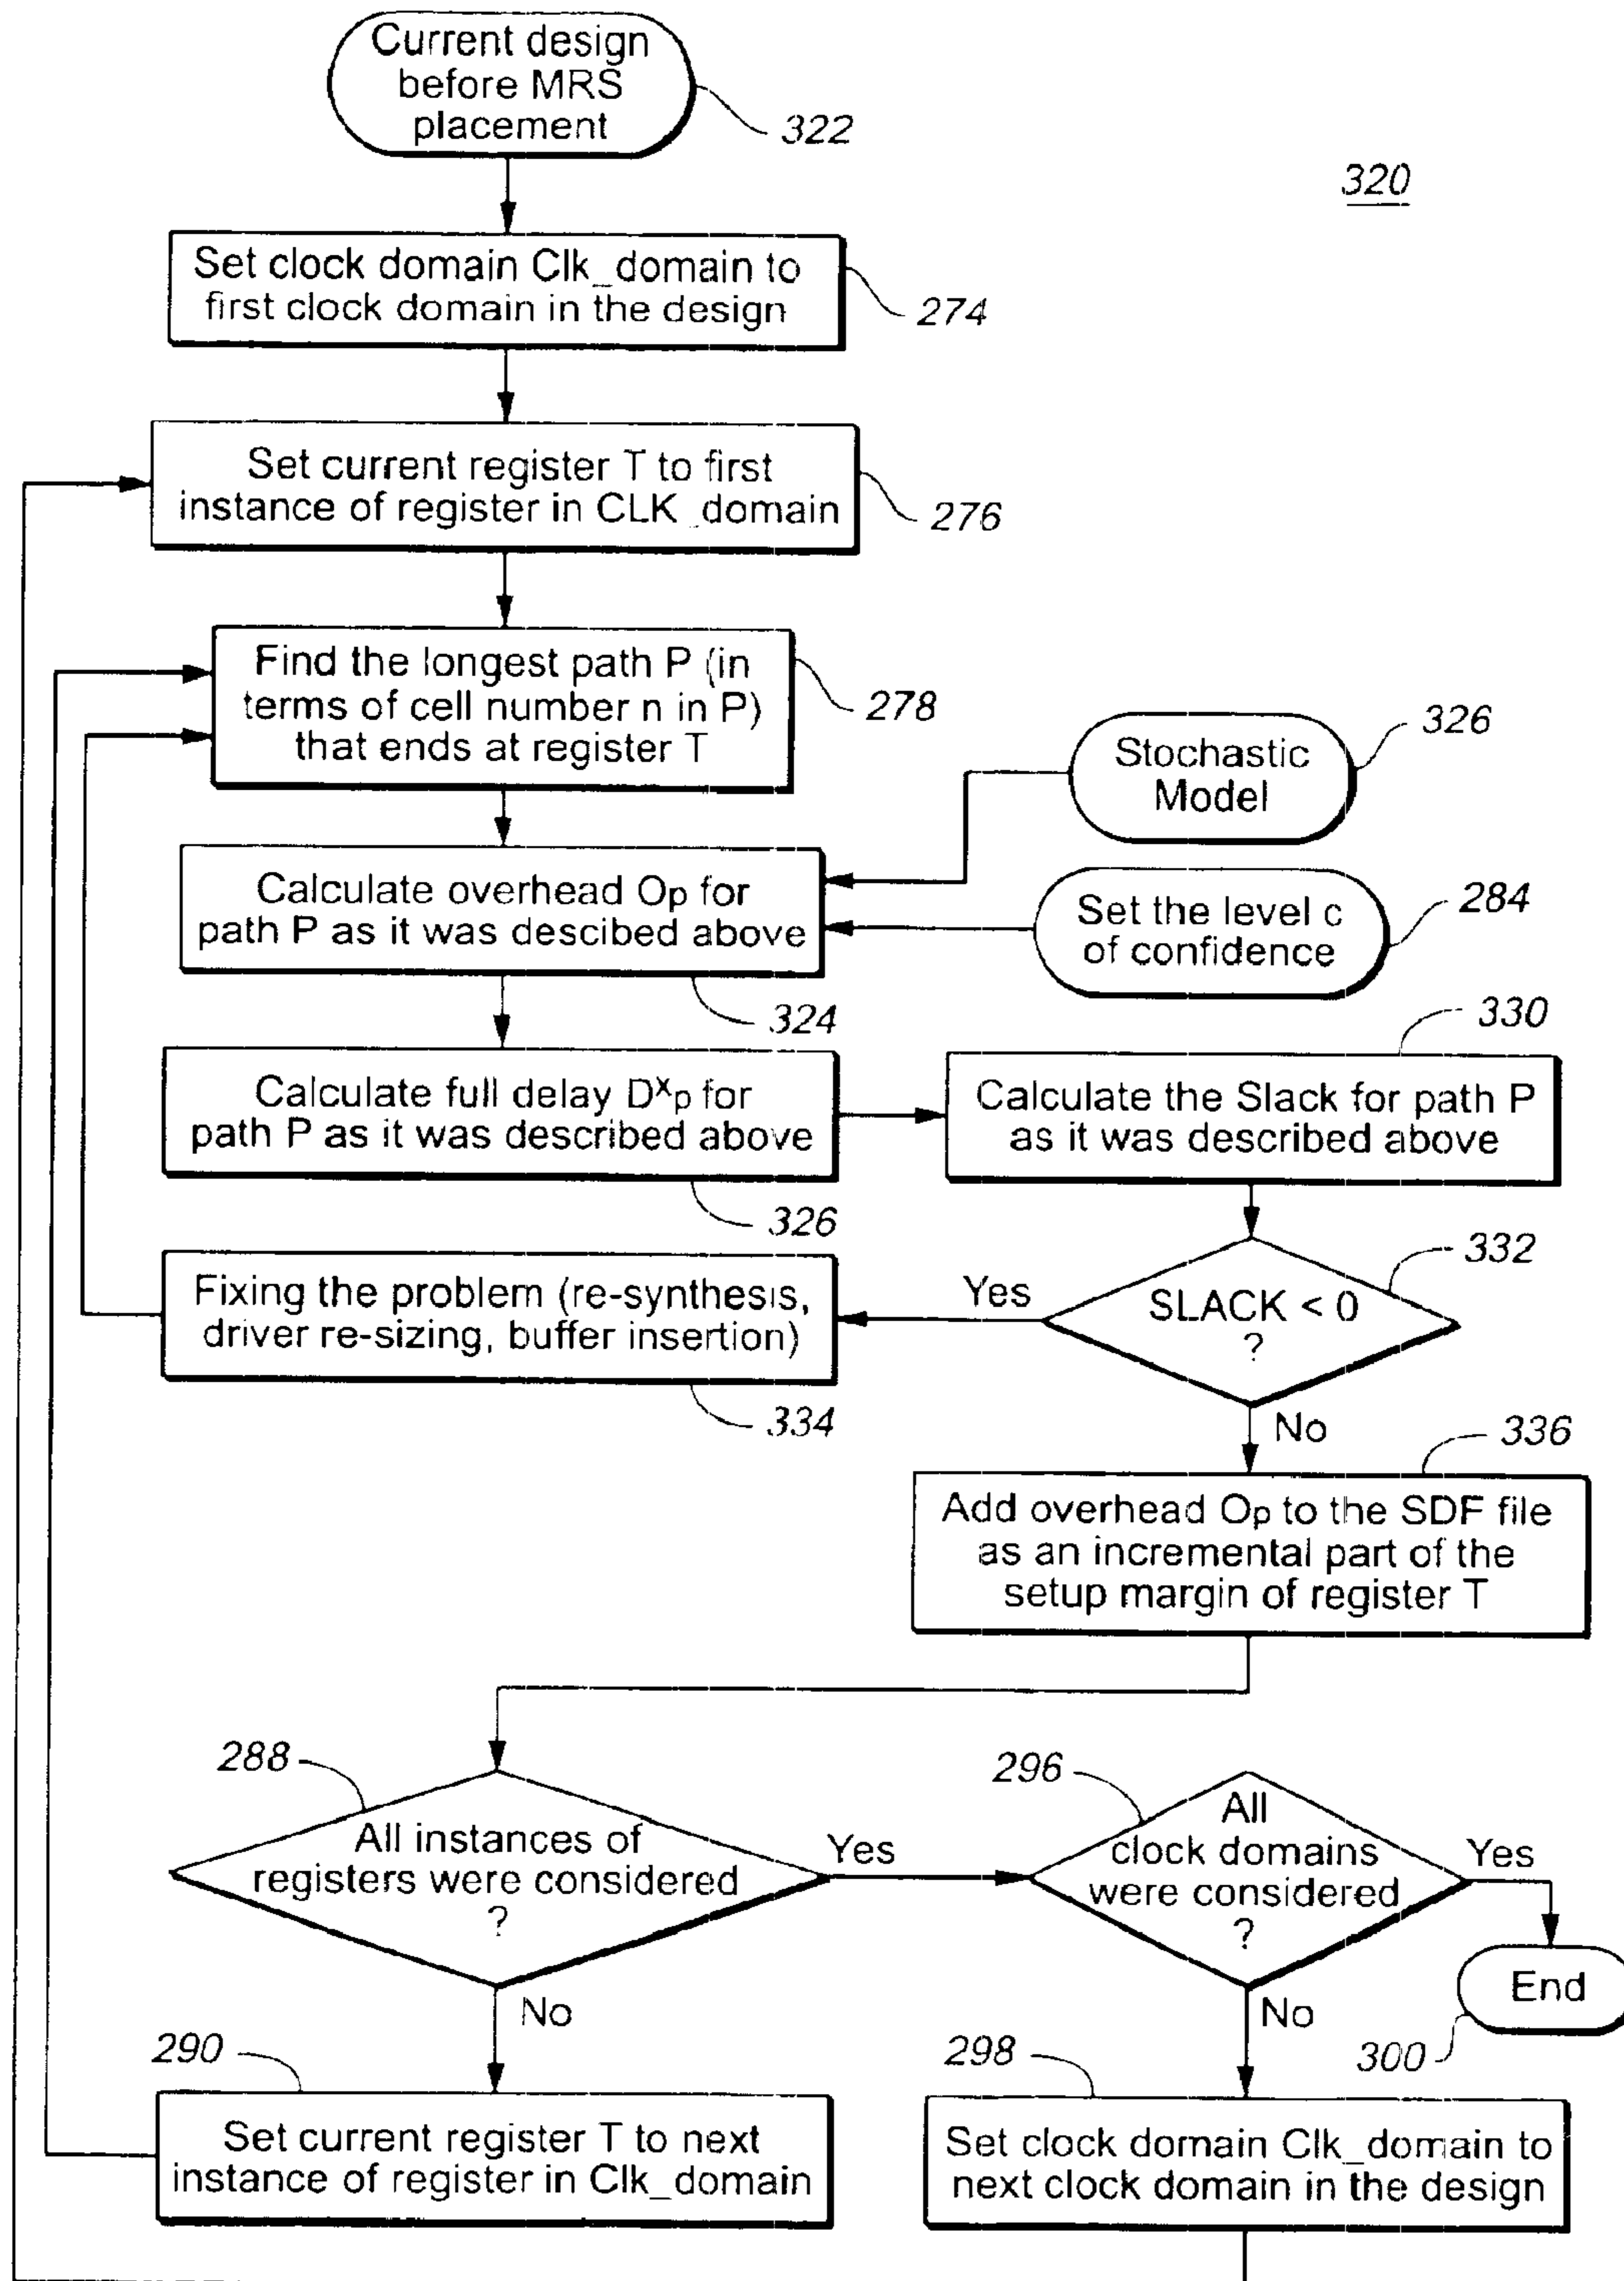 Current design
before MRS
placement
322
320
Set clock domain Clk_domain to
first clock domain in the design
274
Set current register T to first
instance of register in CLK_domain
276
Find the longest path P (in
terms of cell number n in P)
that ends at register T
278
Stochastic
Model
326
Calculate overhead Op for
path P as it was descibed above
324
Set the level c
of confidence
284
Calculate full delay Dxp for
path P as it was described above
326
Calculate the Slack for path P
as it was described above
330
SLACK < 0
?
332
Yes
Fixing the problem (re-synthesis,
driver re-sizing, buffer insertion)
334
No
Add overhead Op to the SDF file
as an incremental part of the
setup margin of register T
336
288
All instances of
registers were considered
?
Yes
296
All
clock domains
were considered
?
Yes
End
300
No
290
Set current register T to next
instance of register in Clk_domain
No
298
Set clock domain Clk_domain to
next clock domain in the design